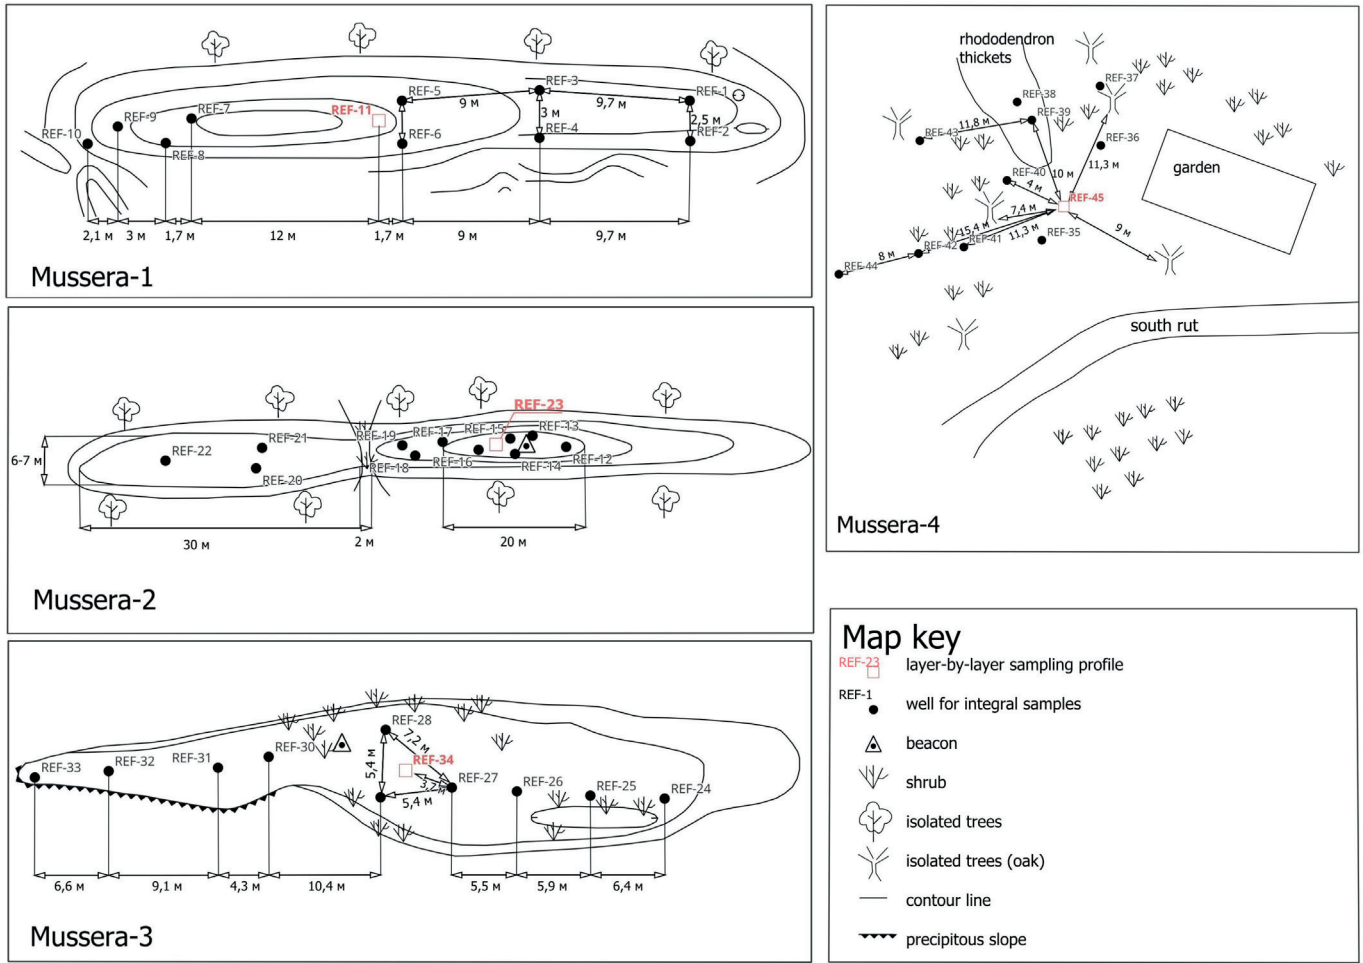 REF-3
REF-5
REF-1
9 м
9,7 м
REF-11
3 м
2,5 м
REF-7
REF-9
REF-10
REF-6
REF-4
REF-2
REF-8
2,1 м
3 м
1,7 м
12 м
1,7 м
9 м
9,7 м
Mussera-1
REF-23
REF-19
REF-17
REF-15
REF-13
REF-21
REF-22
6-7 м
REF-18
REF-16
REF-14
REF-12
REF-20
30 м
2 м
20 м
Mussera-2
REF-28
7,2 м
REF-30
REF-31
REF-32
REF-33
5,4 м
REF-34
3,2 м
REF-27
REF-26
REF-25
REF-24
5,4 м
6,6 м
9,1 м
4,3 м
10,4 м
5,5 м
5,9 м
6,4 м
Mussera-3
rhododendron
thickets
REF-37
REF-38
REF-39
11,8 м
REF-43
REF-36
11,3 м
garden
REF-40
10 м
4 м
REF-45
7,4 м
15,4 м
11,3 м
REF-35
9 м
REF-42
REF-41
8 м
REF-44
south rut
Mussera-4
Map key
REF-23
layer-by-layer sampling profile
REF-1
well for integral samples
beacon
shrub
isolated trees
isolated trees (oak)
contour line
precipitous slope